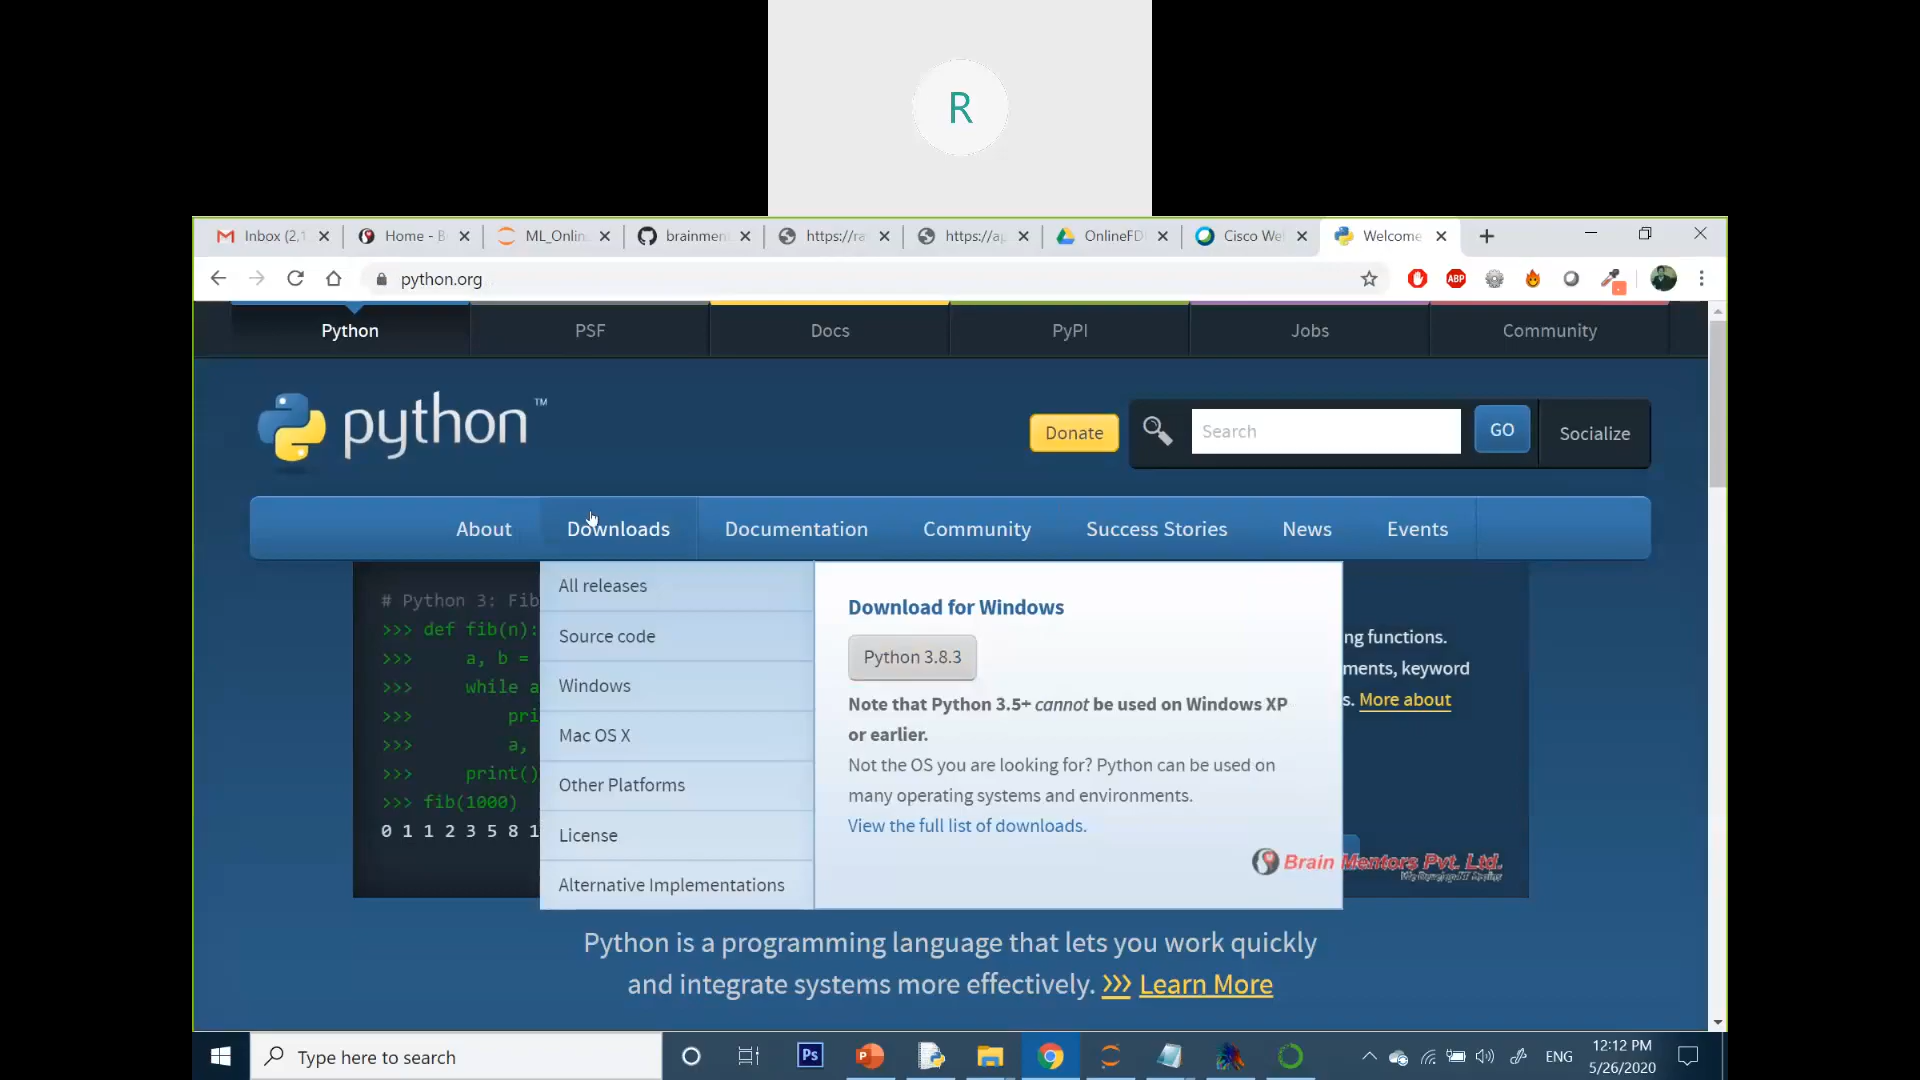 R
Inbox (2,1
Home - B
ML_Onlin
brainmen
https://ra
https://ap
OnlineFD
Cisco We
Welcome
python.org
ABP
Python PSF Docs PyPI Jobs Community
python™
Donate
Search
GO
Socialize
About Downloads Documentation Community Success Stories News Events
# Python 3: Fib
>>> def fib(n):
>>> a, b =
>>> while a
>>> pri
>>> a,
>>> print()
>>> fib(1000)
0 1 1 2 3 5 8 1
All releases
Source code
Windows
Mac OS X
Other Platforms
License
Alternative Implementations
Download for Windows
Python 3.8.3
Note that Python 3.5+ cannot be used on Windows XP
or earlier.
Not the OS you are looking for? Python can be used on
many operating systems and environments.
View the full list of downloads.
ng functions.
ments, keyword
s. More about
Brain Mentors Pvt. Ltd.
Python is a programming language that lets you work quickly
and integrate systems more effectively. >>> Learn More
Type here to search
Ps
ENG
12:12 PM
5/26/2020